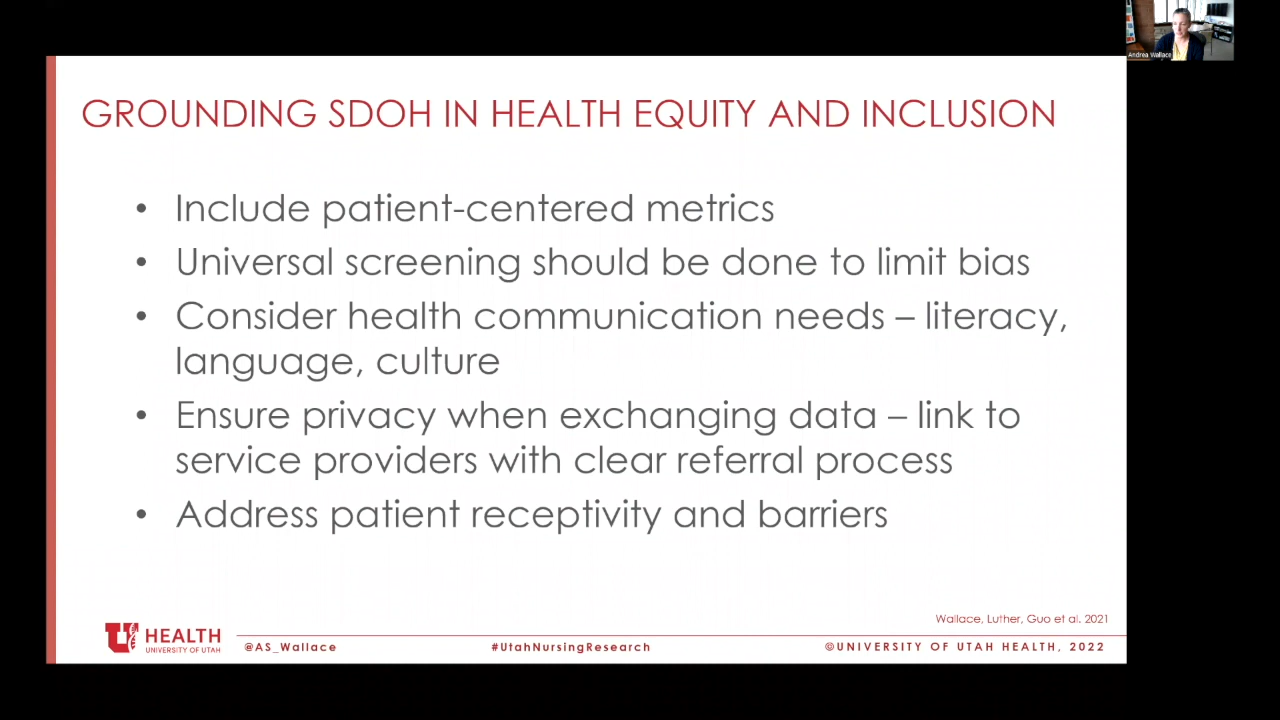 Andrea Wallace
GROUNDING SDOH IN HEALTH EQUITY AND INCLUSION
• Include patient-centered metrics
• Universal screening should be done to limit bias
• Consider health communication needs – literacy,
language, culture
• Ensure privacy when exchanging data – link to
service providers with clear referral process
• Address patient receptivity and barriers
Wallace, Luther, Guo et al. 2021
U HEALTH
UNIVERSITY OF UTAH
@AS_Wallace
#UtahNursingResearch
©UNIVERSITY OF UTAH HEALTH, 2022